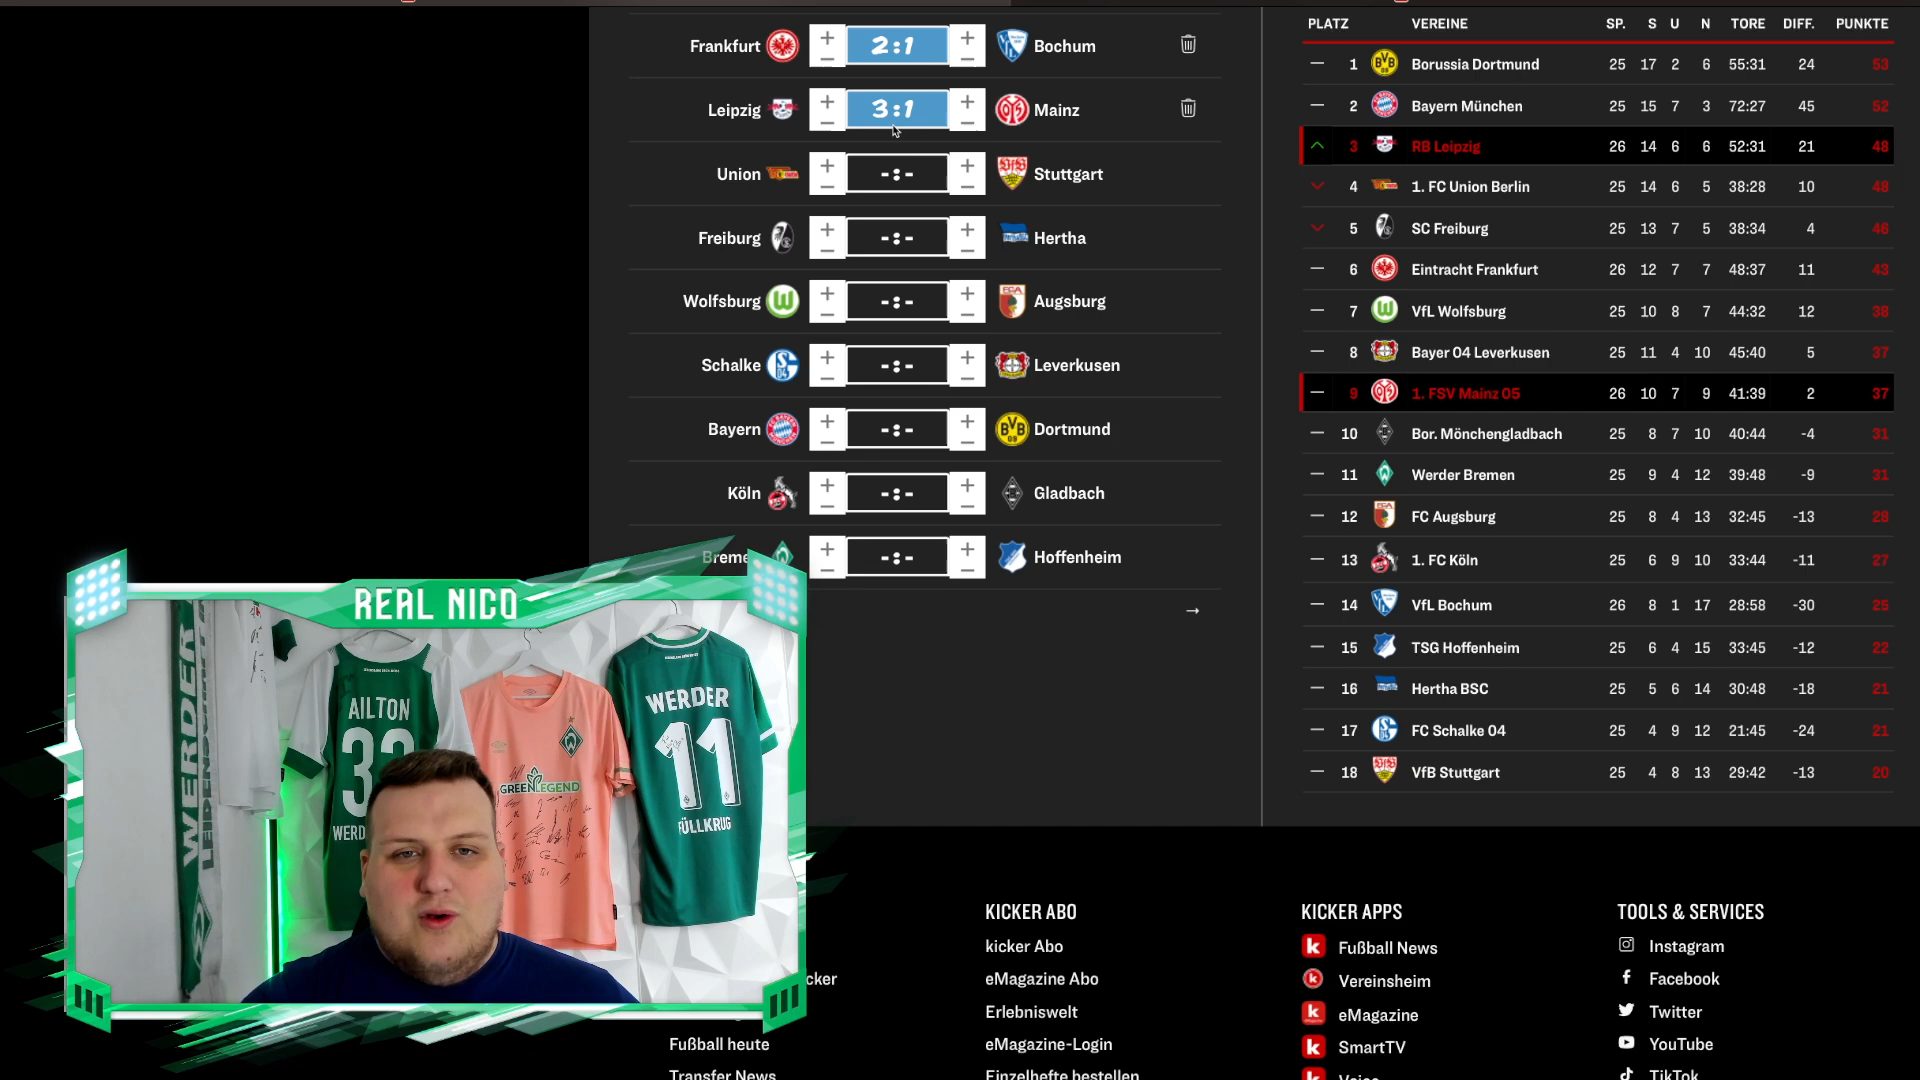 Frankfurt + − 2:1 + − Bochum
Leipzig + − 3:1 + − Mainz
Union + − -:- + − Stuttgart
Freiburg + − -:- + − Hertha
Wolfsburg + − -:- + − Augsburg
Schalke + − -:- + − Leverkusen
Bayern + − -:- + − Dortmund
Köln + − -:- + − Gladbach
Breme + − -:- + − Hoffenheim
→
PLATZ VEREINE SP. S U N TORE DIFF. PUNKTE
1 Borussia Dortmund 25 17 2 6 55:31 24 53
2 Bayern München 25 15 7 3 72:27 45 52
3 RB Leipzig 26 14 6 6 52:31 21 48
4 1. FC Union Berlin 25 14 6 5 38:28 10 48
5 SC Freiburg 25 13 7 5 38:34 4 46
6 Eintracht Frankfurt 26 12 7 7 48:37 11 43
7 VfL Wolfsburg 25 10 8 7 44:32 12 38
8 Bayer 04 Leverkusen 25 11 4 10 45:40 5 37
9 1. FSV Mainz 05 26 10 7 9 41:39 2 37
10 Bor. Mönchengladbach 25 8 7 10 40:44 -4 31
11 Werder Bremen 25 9 4 12 39:48 -9 31
12 FC Augsburg 25 8 4 13 32:45 -13 28
13 1. FC Köln 25 6 9 10 33:44 -11 27
14 VfL Bochum 26 8 1 17 28:58 -30 25
15 TSG Hoffenheim 25 6 4 15 33:45 -12 22
16 Hertha BSC 25 5 6 14 30:48 -18 21
17 FC Schalke 04 25 4 9 12 21:45 -24 21
18 VfB Stuttgart 25 4 8 13 29:42 -13 20
REAL NICO
WERDER
AILTON
WERD
GREENLEGEND
WERDER
11
FÜLLKRUG
cker
Fußball heute
Transfer News
KICKER ABO
kicker Abo
eMagazine Abo
Erlebniswelt
eMagazine-Login
Einzelhefte bestellen
KICKER APPS
Fußball News
Vereinsheim
eMagazine
SmartTV
TOOLS & SERVICES
Instagram
Facebook
Twitter
YouTube
TikTok